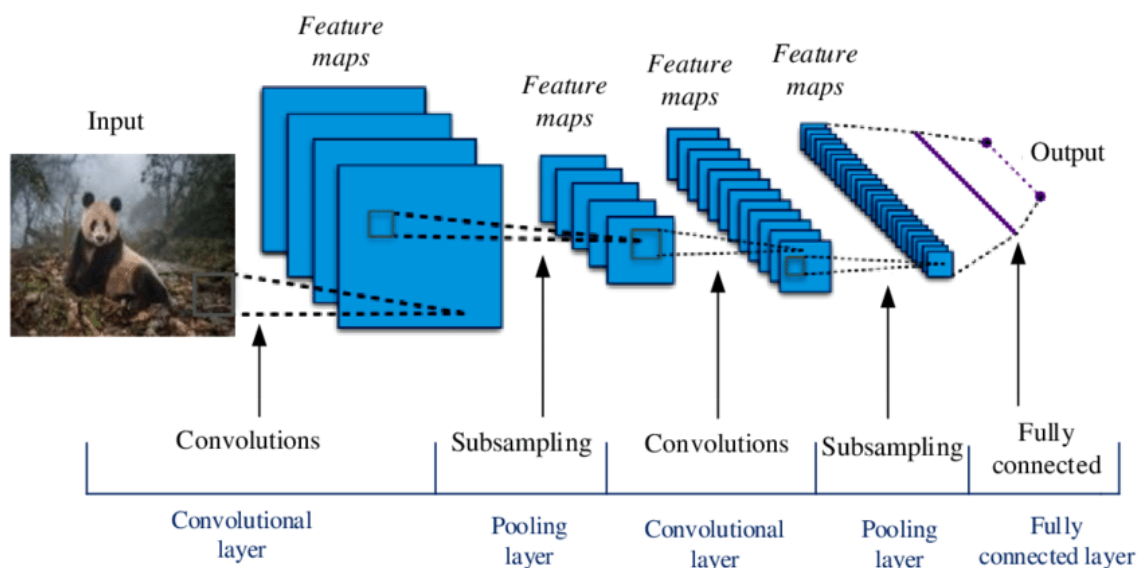 Feature
maps
Feature
maps
Feature
maps
Feature
maps
Input
Output
Convolutions
Subsampling
Convolutions
Subsampling
Fully
connected
Convolutional
layer
Pooling
layer
Convolutional
layer
Pooling
layer
Fully
connected layer